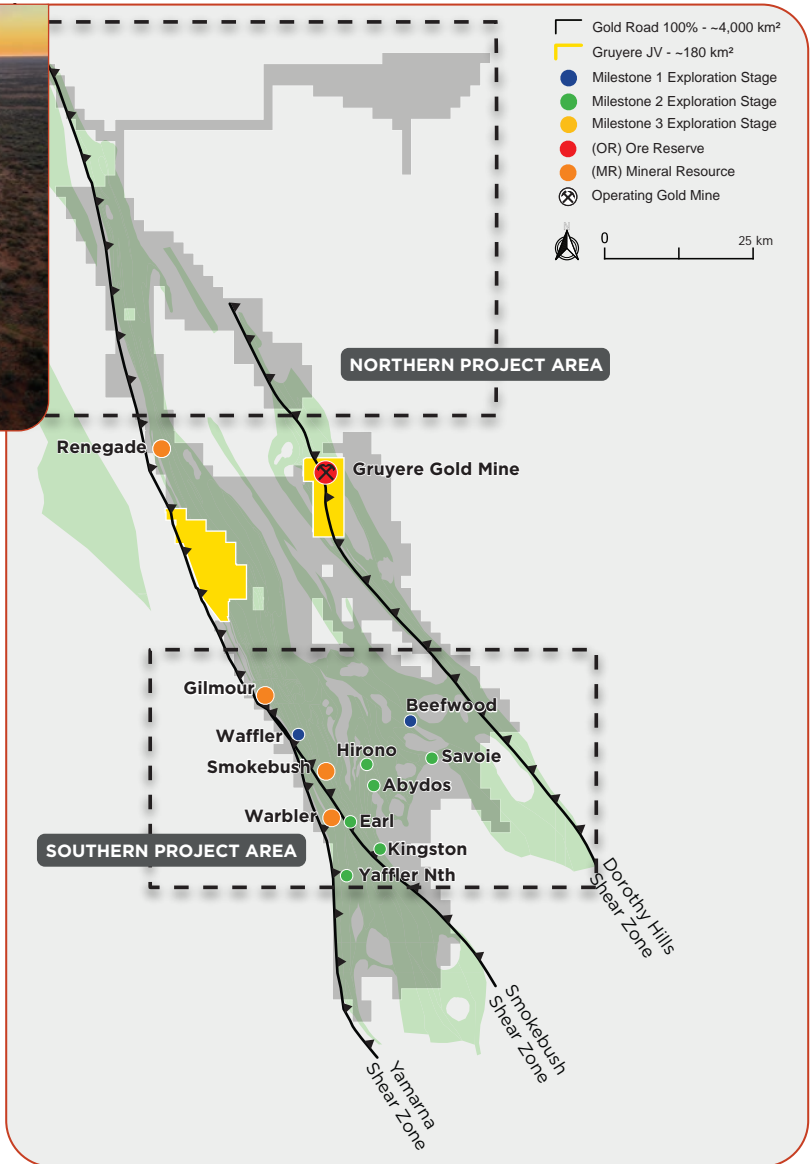 Gold Road 100% - ~4,000 km²
Gruyere JV - ~180 km²
Milestone 1 Exploration Stage
Milestone 2 Exploration Stage
Milestone 3 Exploration Stage
(OR) Ore Reserve
(MR) Mineral Resource
Operating Gold Mine
N
0
25 km
NORTHERN PROJECT AREA
Renegade
Gruyere Gold Mine
Gilmour
Beefwood
Waffler
Hirono
Savoie
Smokebush
Abydos
Warbler
Earl
SOUTHERN PROJECT AREA
Kingston
Yaffler Nth
Dorothy Hills
Shear Zone
Smokebush
Shear Zone
Yamarna
Shear Zone